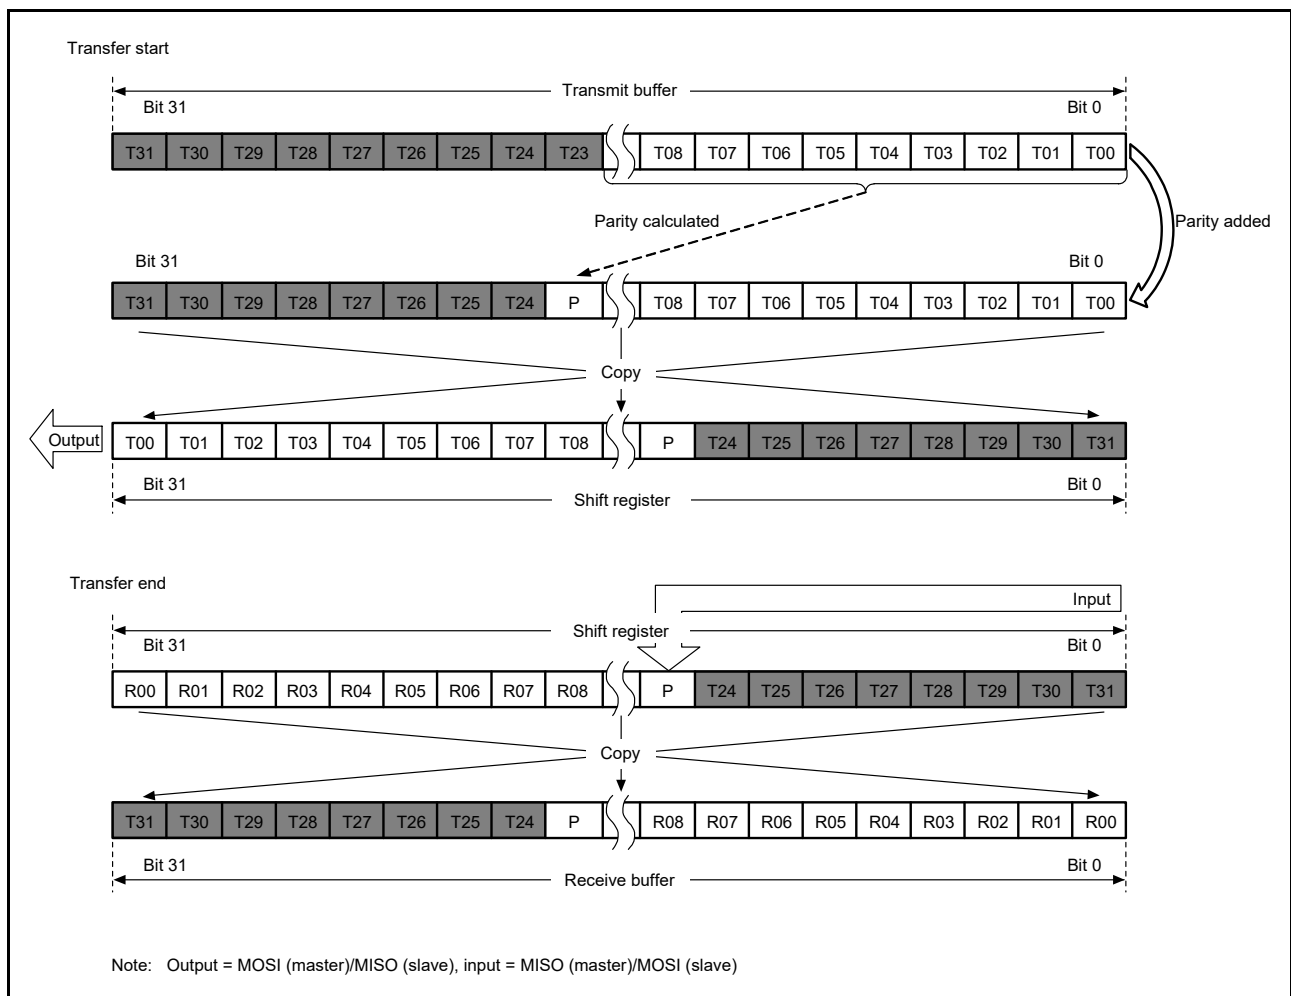 Transfer start
Transmit buffer
Bit 31 Bit 0
T31 T30 T29 T28 T27 T26 T25 T24 T23 T08 T07 T06 T05 T04 T03 T02 T01 T00
Parity calculated Parity added
Bit 31 Bit 0
T31 T30 T29 T28 T27 T26 T25 T24 P T08 T07 T06 T05 T04 T03 T02 T01 T00
Copy
Output T00 T01 T02 T03 T04 T05 T06 T07 T08 P T24 T25 T26 T27 T28 T29 T30 T31
Bit 31 Bit 0
Shift register
Transfer end
Input
Shift register
Bit 31 Bit 0
R00 R01 R02 R03 R04 R05 R06 R07 R08 P T24 T25 T26 T27 T28 T29 T30 T31
Copy
T31 T30 T29 T28 T27 T26 T25 T24 P R08 R07 R06 R05 R04 R03 R02 R01 R00
Bit 31 Bit 0
Receive buffer
Note: Output = MOSI (master)/MISO (slave), input = MISO (master)/MOSI (slave)